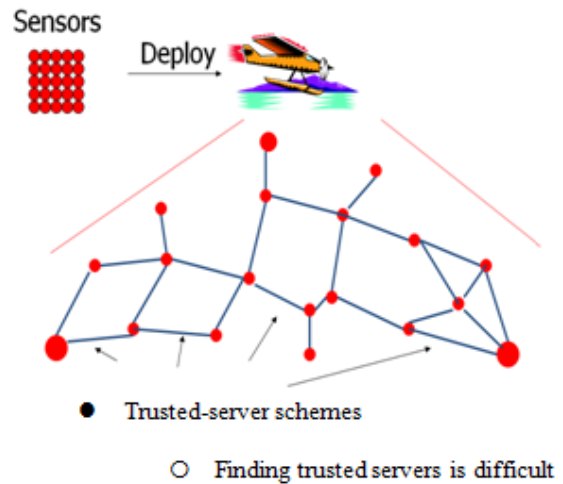 Sensors
Deploy
Trusted-server schemes
Finding trusted servers is difficult